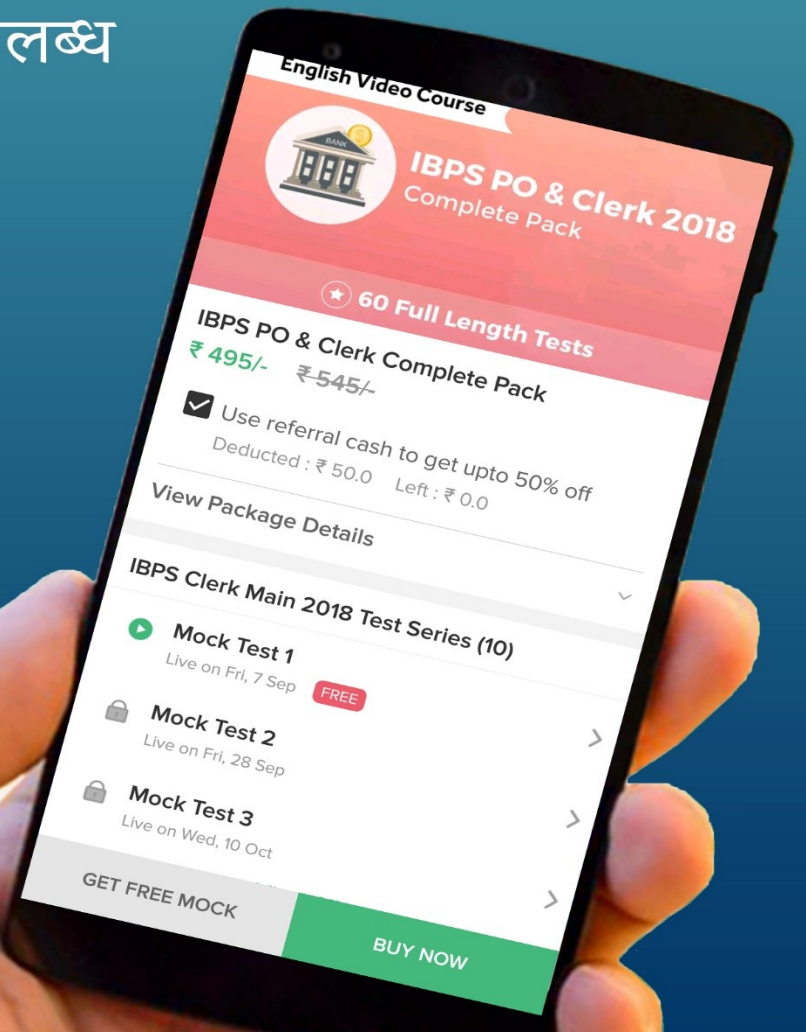 लब्ध
English Video Course
BANK
IBPS PO & Clerk 2018
Complete Pack
60 Full Length Tests
IBPS PO & Clerk Complete Pack
₹ 495/- ₹ 545/-
Use referral cash to get upto 50% off
Deducted : ₹ 50.0 Left : ₹ 0.0
View Package Details
IBPS Clerk Main 2018 Test Series (10)
Mock Test 1
Live on Fri, 7 Sep FREE
Mock Test 2
Live on Fri, 28 Sep
Mock Test 3
Live on Wed, 10 Oct
GET FREE MOCK BUY NOW